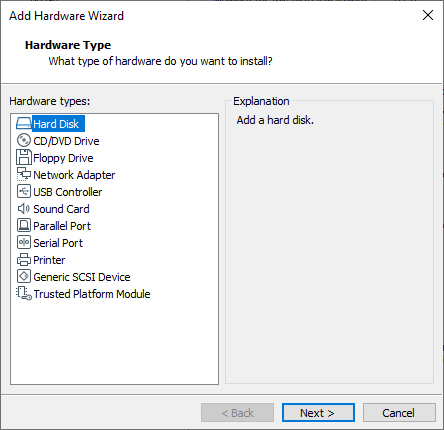 Add Hardware Wizard
Hardware Type
What type of hardware do you want to install?
Hardware types:
Hard Disk
CD/DVD Drive
Floppy Drive
Network Adapter
USB Controller
Sound Card
Parallel Port
Serial Port
Printer
Generic SCSI Device
Trusted Platform Module
Explanation
Add a hard disk.
< Back
Next >
Cancel